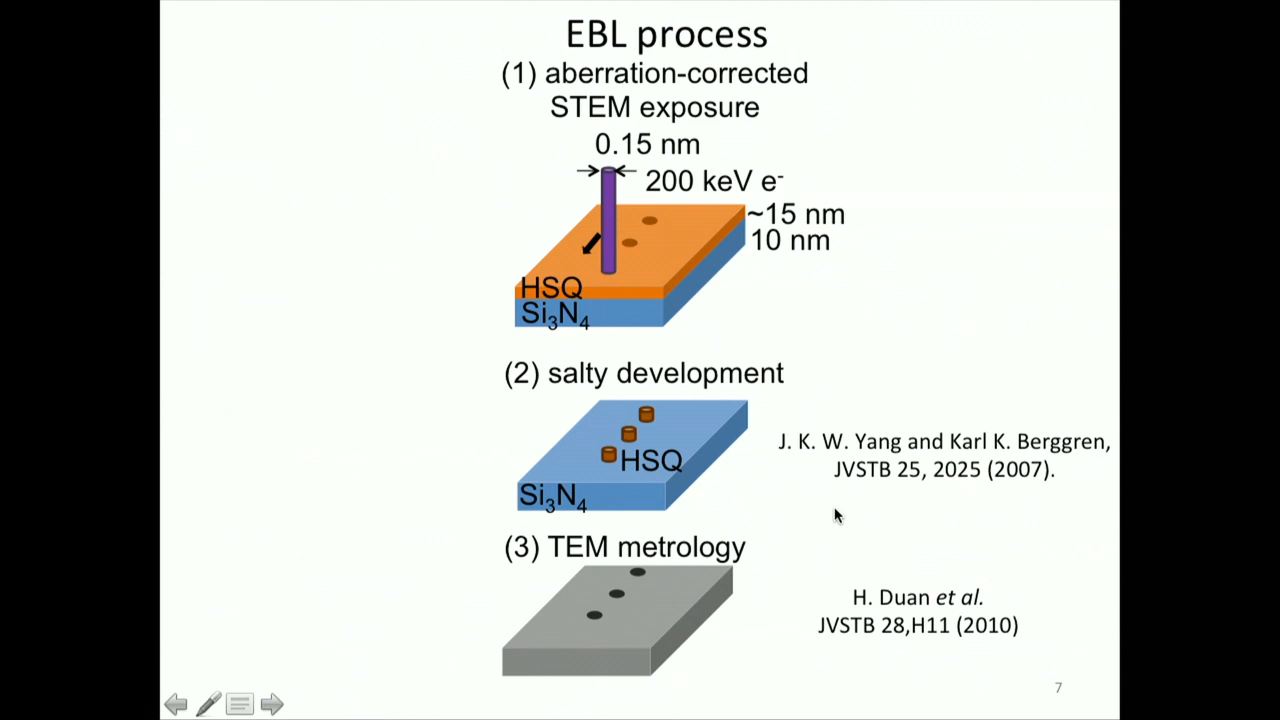 EBL process
(1) aberration-corrected
STEM exposure
0.15 nm
200 keV e⁻
~15 nm
10 nm
HSQ
Si₃N₄
(2) salty development
HSQ
Si₃N₄
J. K. W. Yang and Karl K. Berggren,
JVSTB 25, 2025 (2007).
(3) TEM metrology
H. Duan et al.
JVSTB 28,H11 (2010)
7